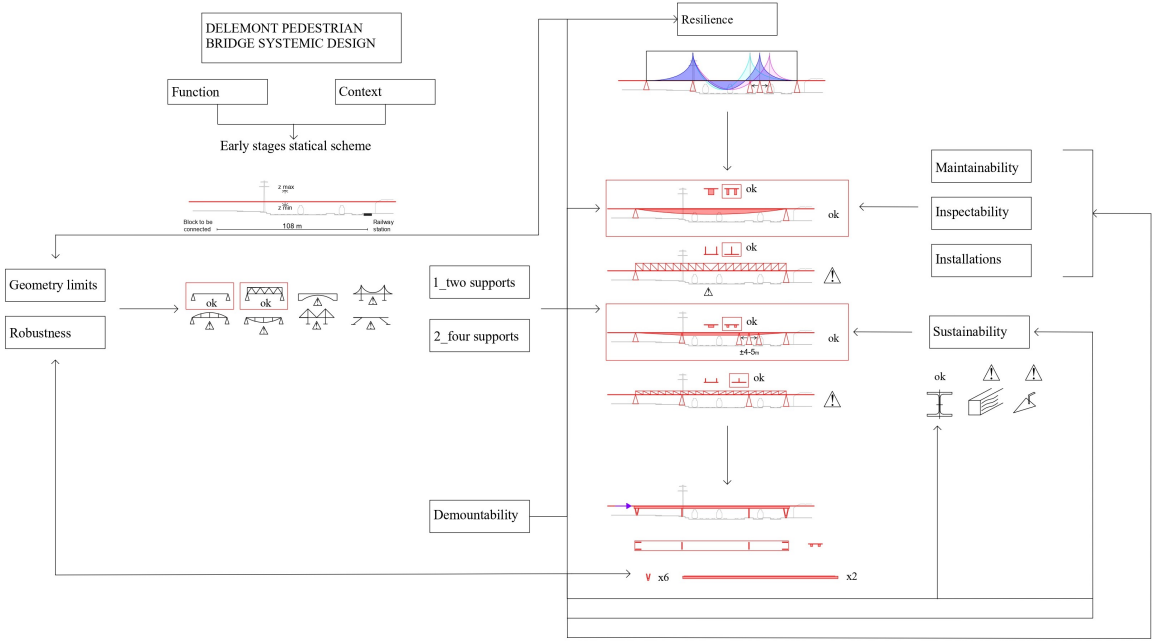 DELEMONT PEDESTRIAN
BRIDGE SYSTEMIC DESIGN
Function
Context
Early stages statical scheme
z max
z min
Block to be
connected
108 m
Railway
station
Geometry limits
Robustness
ok
ok
1_two supports
2_four supports
Demountability
Resilience
ok
ok
ok
ok
ok
±4-5m
ok
x6
x2
Maintainability
Inspectability
Installations
Sustainability
ok